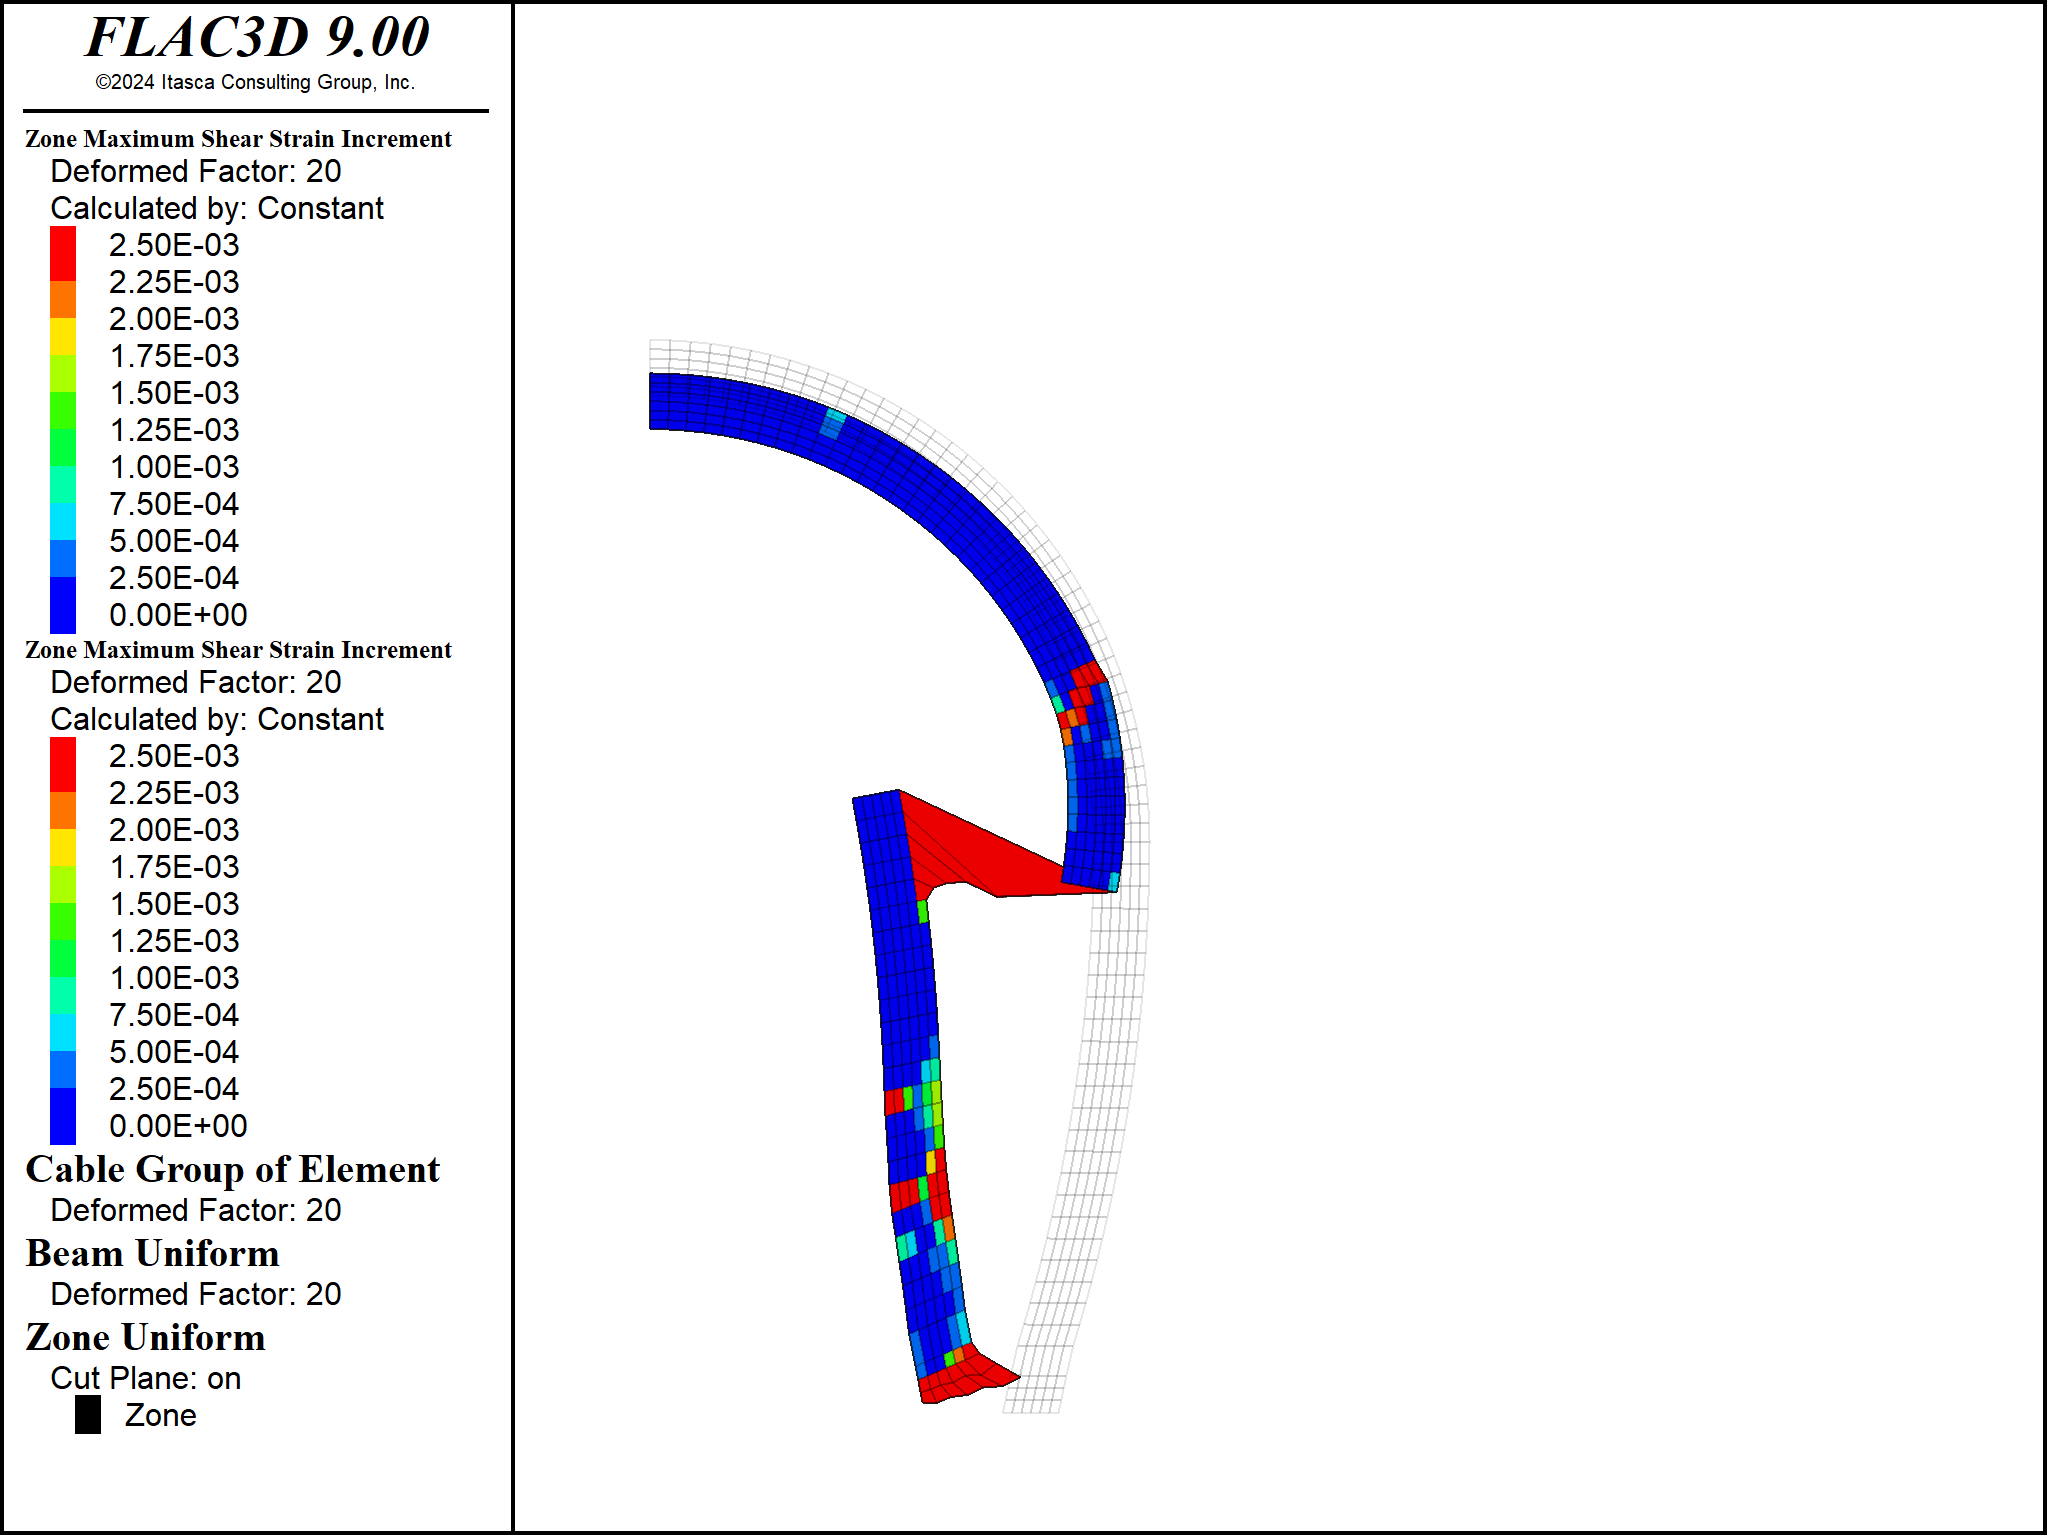 FLAC3D 9.00
©2024 Itasca Consulting Group, Inc.
Zone Maximum Shear Strain Increment
Deformed Factor: 20
Calculated by: Constant
2.50E-03
2.25E-03
2.00E-03
1.75E-03
1.50E-03
1.25E-03
1.00E-03
7.50E-04
5.00E-04
2.50E-04
0.00E+00
Zone Maximum Shear Strain Increment
Deformed Factor: 20
Calculated by: Constant
2.50E-03
2.25E-03
2.00E-03
1.75E-03
1.50E-03
1.25E-03
1.00E-03
7.50E-04
5.00E-04
2.50E-04
0.00E+00
Cable Group of Element
Deformed Factor: 20
Beam Uniform
Deformed Factor: 20
Zone Uniform
Cut Plane: on
Zone